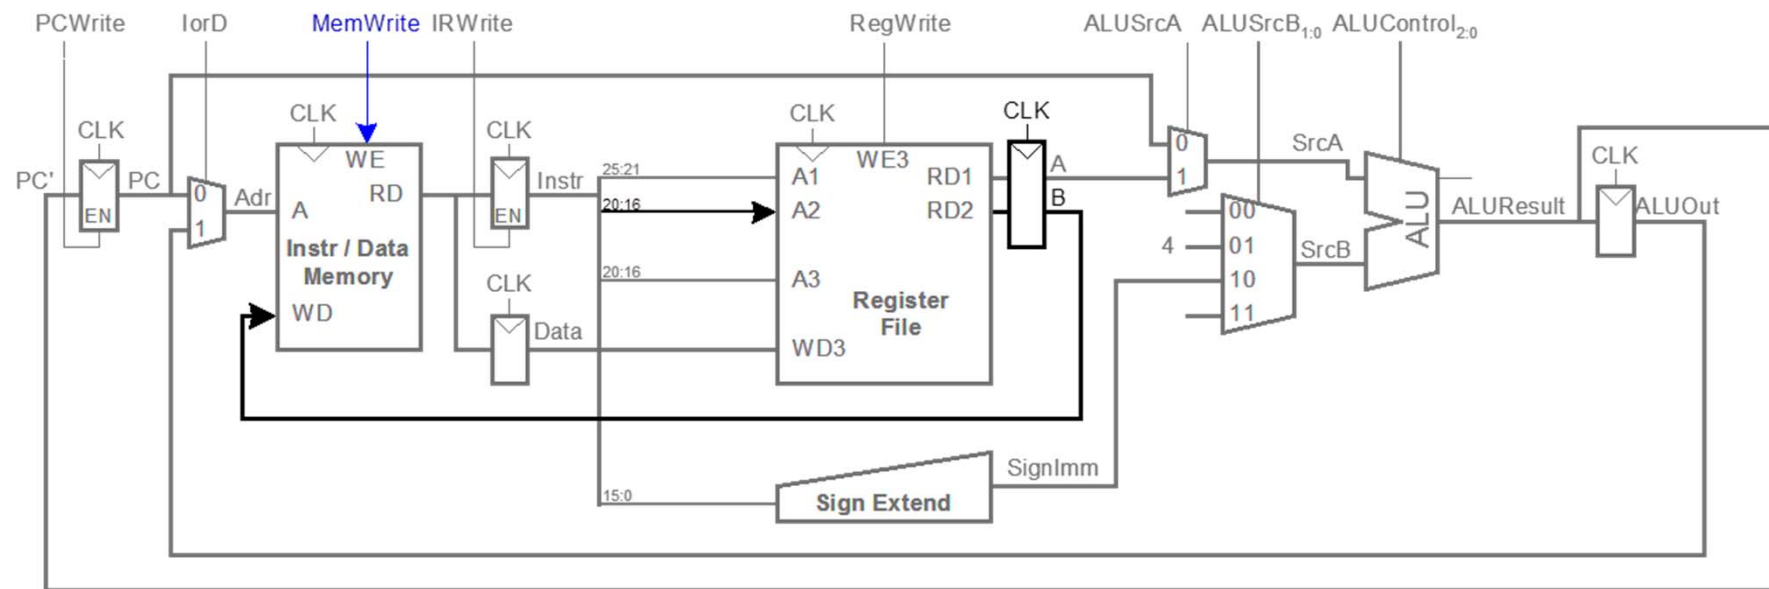 PCWrite IorD MemWrite IRWrite RegWrite ALUSrcA ALUSrcB1:0 ALUControl2:0
CLK CLK CLK CLK CLK CLK
PC' PC EN
0
1
Adr
WE
A RD
Instr / Data
Memory
WD
EN
Instr
CLK
Data
25:21
20:16
20:16
15:0
WE3
A1 RD1
A2 RD2
A3
Register
File
WD3
A
B
Sign Extend
SignImm
0
1
SrcA
00
4 01
10
11
SrcB
ALU
ALUResult
ALUOut